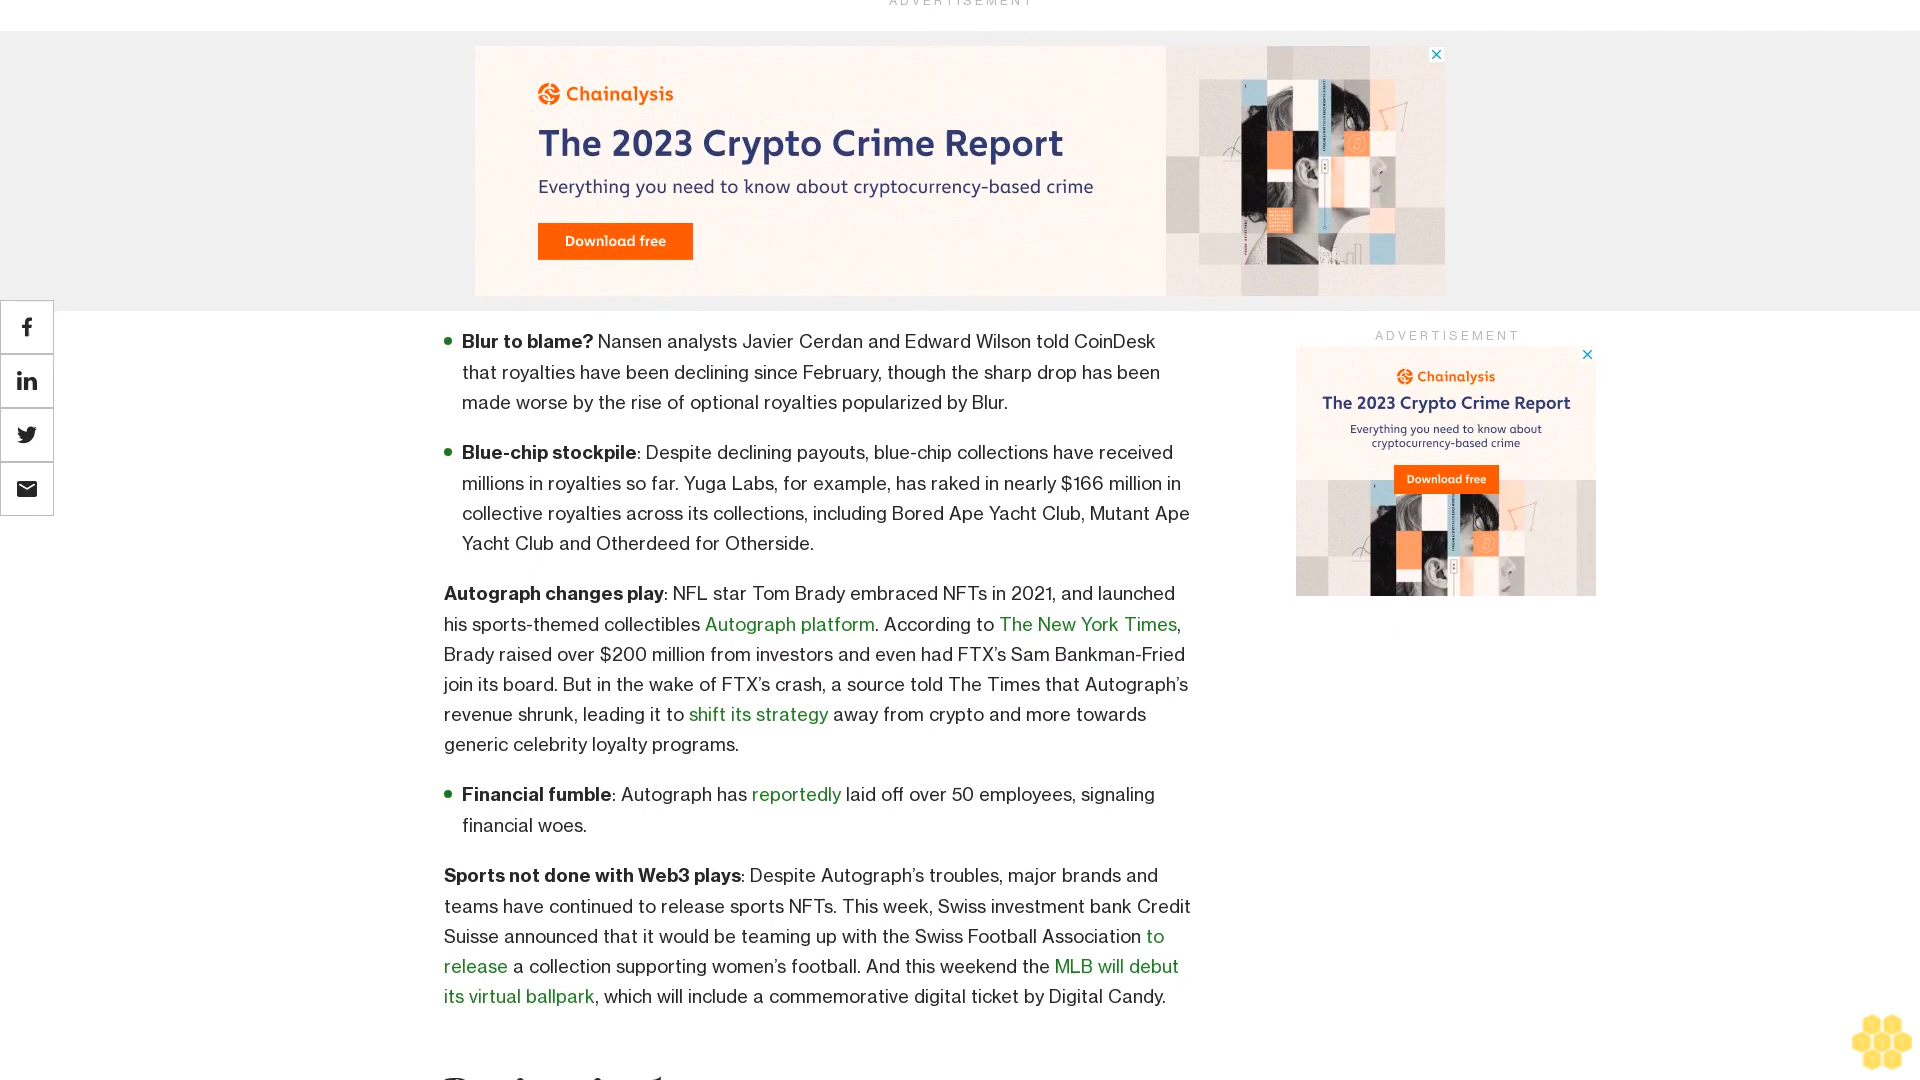 ADVERTISEMENT
Chainalysis
The 2023 Crypto Crime Report
Everything you need to know about cryptocurrency-based crime
Download free
Blur to blame? Nansen analysts Javier Cerdan and Edward Wilson told CoinDesk
that royalties have been declining since February, though the sharp drop has been
made worse by the rise of optional royalties popularized by Blur.
Blue-chip stockpile: Despite declining payouts, blue-chip collections have received
millions in royalties so far. Yuga Labs, for example, has raked in nearly $166 million in
collective royalties across its collections, including Bored Ape Yacht Club, Mutant Ape
Yacht Club and Otherdeed for Otherside.
Autograph changes play: NFL star Tom Brady embraced NFTs in 2021, and launched
his sports-themed collectibles Autograph platform. According to The New York Times,
Brady raised over $200 million from investors and even had FTX’s Sam Bankman-Fried
join its board. But in the wake of FTX’s crash, a source told The Times that Autograph’s
revenue shrunk, leading it to shift its strategy away from crypto and more towards
generic celebrity loyalty programs.
Financial fumble: Autograph has reportedly laid off over 50 employees, signaling
financial woes.
Sports not done with Web3 plays: Despite Autograph’s troubles, major brands and
teams have continued to release sports NFTs. This week, Swiss investment bank Credit
Suisse announced that it would be teaming up with the Swiss Football Association to
release a collection supporting women’s football. And this weekend the MLB will debut
its virtual ballpark, which will include a commemorative digital ticket by Digital Candy.
ADVERTISEMENT
Chainalysis
The 2023 Crypto Crime Report
Everything you need to know about
cryptocurrency-based crime
Download free